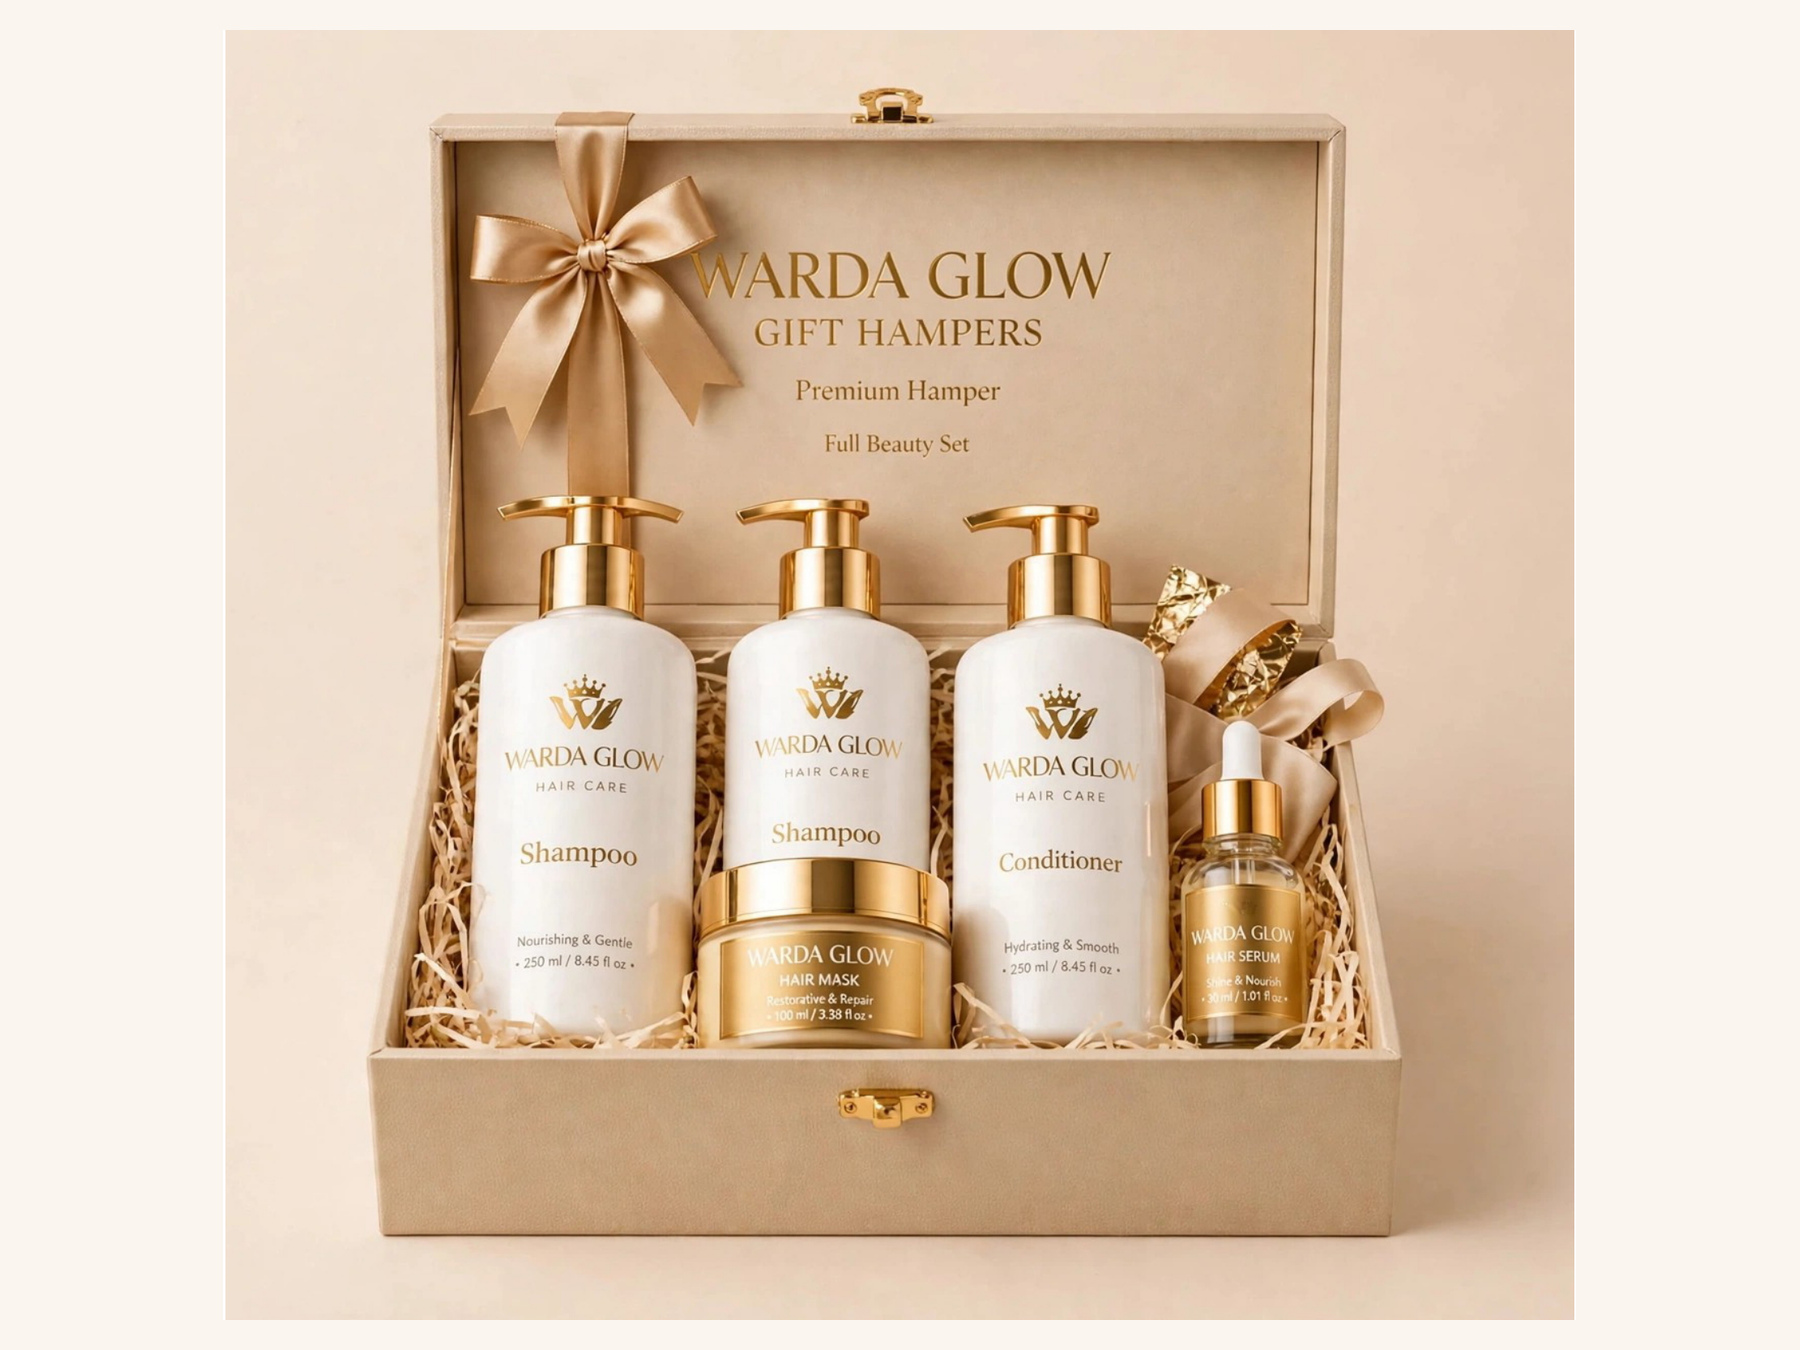 WARDA GLOW
GIFT HAMPERS
Premium Hamper
Full Beauty Set
WARDA GLOW
HAIR CARE
Shampoo
Nourishing & Gentle
• 250 ml / 8.45 fl oz •
WARDA GLOW
HAIR CARE
Shampoo
WARDA GLOW
HAIR MASK
Restorative & Repair
• 100 ml / 3.38 fl oz •
WARDA GLOW
HAIR CARE
Conditioner
Hydrating & Smooth
• 250 ml / 8.45 fl oz •
WARDA GLOW
HAIR SERUM
Shine & Nourish
• 30 ml / 1.01 fl oz •